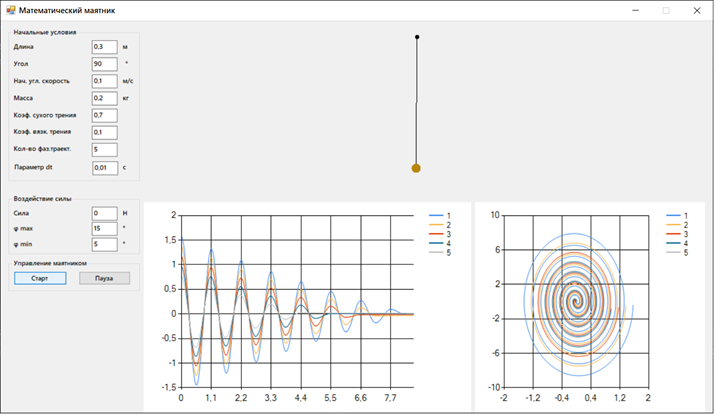 Математический маятник
Начальные условия
Длина 0,3 м
Угол 90 °
Нач. угл. скорость 0,1 м/с
Масса 0,2 кг
Коэф. сухого трения 0,7
Коэф. вязк. трения 0,1
Кол-во фаз.траект. 5
Параметр dt 0,01 с
Воздействие силы
Сила 0 Н
φ max 15 °
φ min 5 °
Управление маятником
Старт Пауза
2
1,5
1
0,5
0
-0,5
-1
-1,5
0 1,1 2,2 3,3 4,4 5,5 6,6 7,7
1
2
3
4
5
10
6
2
-2
-6
-10
-2 -1,2 -0,4 0,4 1,2 2
1
2
3
4
5